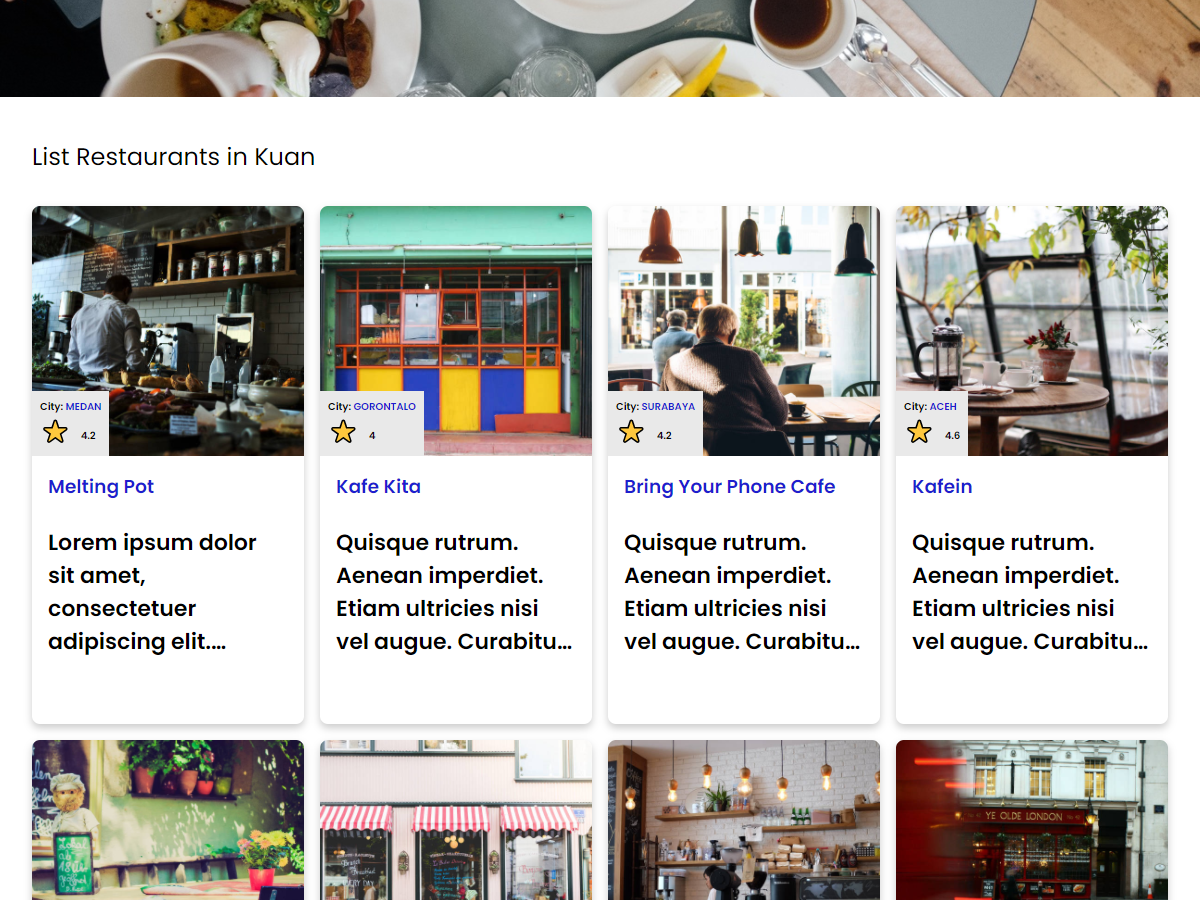 List Restaurants in Kuan
City: MEDAN
4.2
City: GORONTALO
4
City: SURABAYA
4.2
City: ACEH
4.6
Melting Pot
Kafe Kita
Bring Your Phone Cafe
Kafein
Lorem ipsum dolor
sit amet,
consectetuer
adipiscing elit....
Quisque rutrum.
Aenean imperdiet.
Etiam ultricies nisi
vel augue. Curabitu...
Quisque rutrum.
Aenean imperdiet.
Etiam ultricies nisi
vel augue. Curabitu...
Quisque rutrum.
Aenean imperdiet.
Etiam ultricies nisi
vel augue. Curabitu...
YE OLDE LONDON